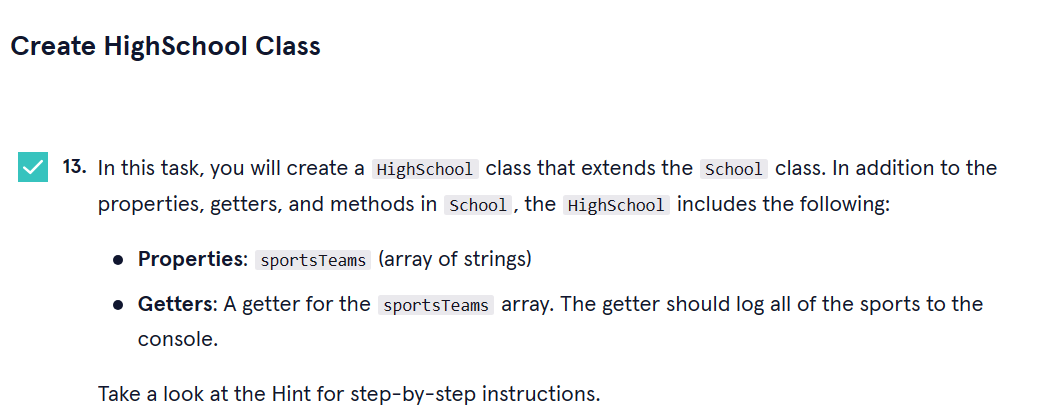 Create HighSchool Class
13. In this task, you will create a HighSchool class that extends the School class. In addition to the
properties, getters, and methods in School, the HighSchool includes the following:
• Properties: sportsTeams (array of strings)
• Getters: A getter for the sportsTeams array. The getter should log all of the sports to the
console.
Take a look at the Hint for step-by-step instructions.